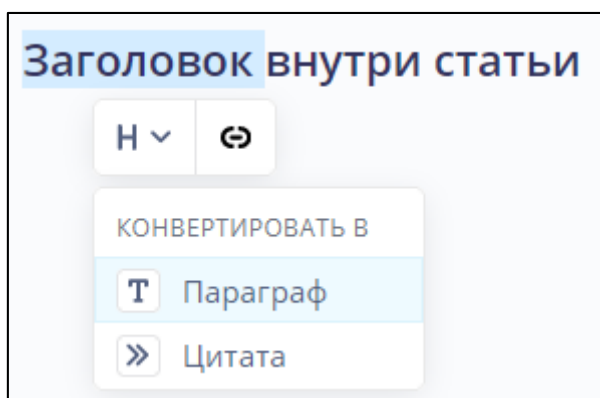 Заголовок внутри статьи
H
КОНВЕРТИРОВАТЬ В
T Параграф
Цитата